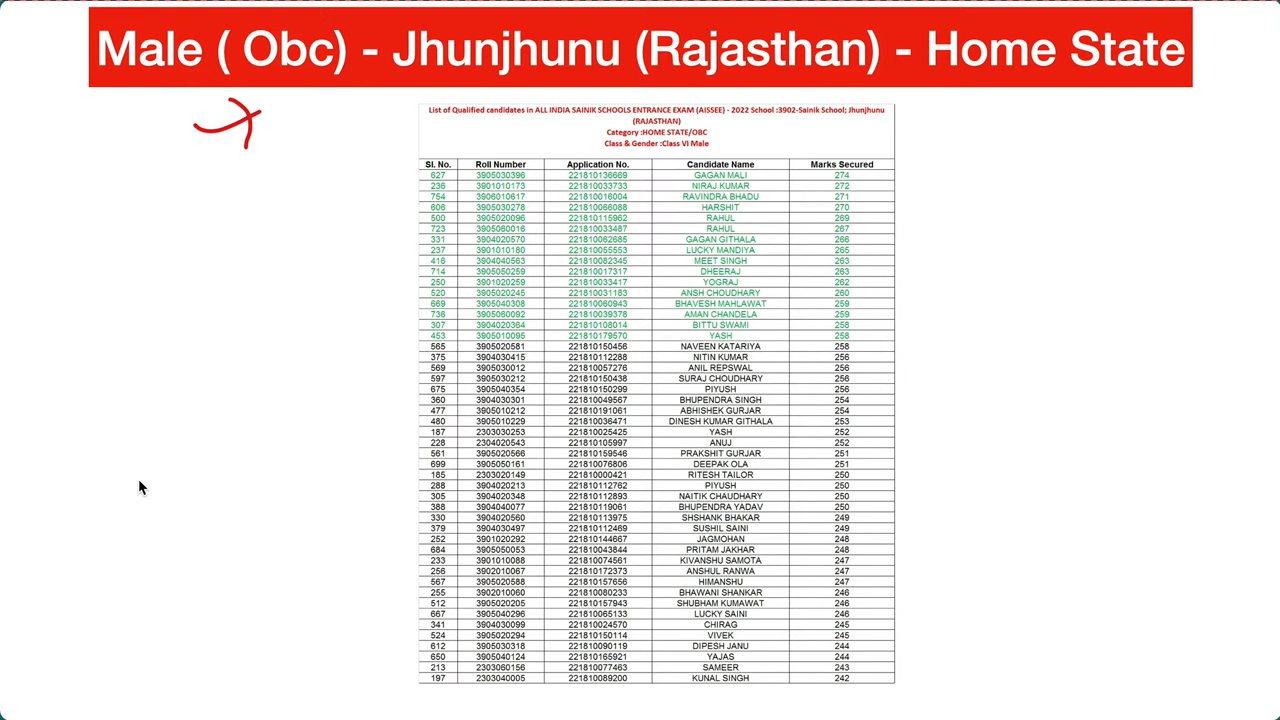 Male ( Obc) - Jhunjhunu (Rajasthan) - Home State
List of Qualified candidates in ALL INDIA SAINIK SCHOOLS ENTRANCE EXAM (AISSEE) - 2022 School :3902-Sainik School; Jhunjhunu
(RAJASTHAN)
Category :HOME STATE/OBC
Class & Gender :Class VI Male
Sl. No. Roll Number Application No. Candidate Name Marks Secured
627 3905030396 221810136669 GAGAN MALI 274
236 3901010173 221810033733 NIRAJ KUMAR 272
754 3906010617 221810016004 RAVINDRA BHADU 271
606 3905030278 221810066088 HARSHIT 270
500 3905020096 221810115962 RAHUL 269
723 3905060016 221810033487 RAHUL 267
331 3904020570 221810062685 GAGAN GITHALA 266
237 3901010180 221810055553 LUCKY MANDIYA 265
416 3904040563 221810082345 MEET SINGH 263
714 3905050259 221810017317 DHEERAJ 263
250 3901020259 221810033417 YOGRAJ 262
520 3905020245 221810031183 ANSH CHOUDHARY 260
669 3905040308 221810060943 BHAVESH MAHLAWAT 259
736 3905060092 221810039378 AMAN CHANDELA 259
307 3904020364 221810108014 BITTU SWAMI 258
453 3905010095 221810179570 YASH 258
565 3905020581 221810150456 NAVEEN KATARIYA 258
375 3904030415 221810112288 NITIN KUMAR 256
569 3905030012 221810057276 ANIL REPSWAL 256
597 3905030212 221810150438 SURAJ CHOUDHARY 256
675 3905040354 221810150299 PIYUSH 256
360 3904030301 221810049567 BHUPENDRA SINGH 254
477 3905010212 221810191061 ABHISHEK GURJAR 254
480 3905010229 221810036471 DINESH KUMAR GITHALA 253
187 2303030253 221810025425 YASH 252
228 2304020543 221810105997 ANUJ 252
561 3905020566 221810159546 PRAKSHIT GURJAR 251
699 3905050161 221810076806 DEEPAK OLA 251
185 2303020149 221810000421 RITESH TAILOR 250
288 3904020213 221810112762 PIYUSH 250
305 3904020348 221810112893 NAITIK CHAUDHARY 250
388 3904040077 221810119061 BHUPENDRA YADAV 250
330 3904020560 221810113975 SHSHANK BHAKAR 249
379 3904030497 221810112469 SUSHIL SAINI 249
252 3901020292 221810144667 JAGMOHAN 248
684 3905050053 221810043844 PRITAM JAKHAR 248
233 3901010088 221810074561 KIVANSHU SAMOTA 247
256 3902010067 221810172373 ANSHUL RANWA 247
567 3905020588 221810157656 HIMANSHU 247
255 3902010060 221810080233 BHAWANI SHANKAR 246
512 3905020205 221810157943 SHUBHAM KUMAWAT 246
667 3905040296 221810065133 LUCKY SAINI 246
341 3904030099 221810024570 CHIRAG 245
524 3905020294 221810150114 VIVEK 245
612 3905030318 221810090119 DIPESH JANU 244
650 3905040124 221810165921 YAJAS 244
213 2303060156 221810077463 SAMEER 243
197 2303040005 221810089200 KUNAL SINGH 242